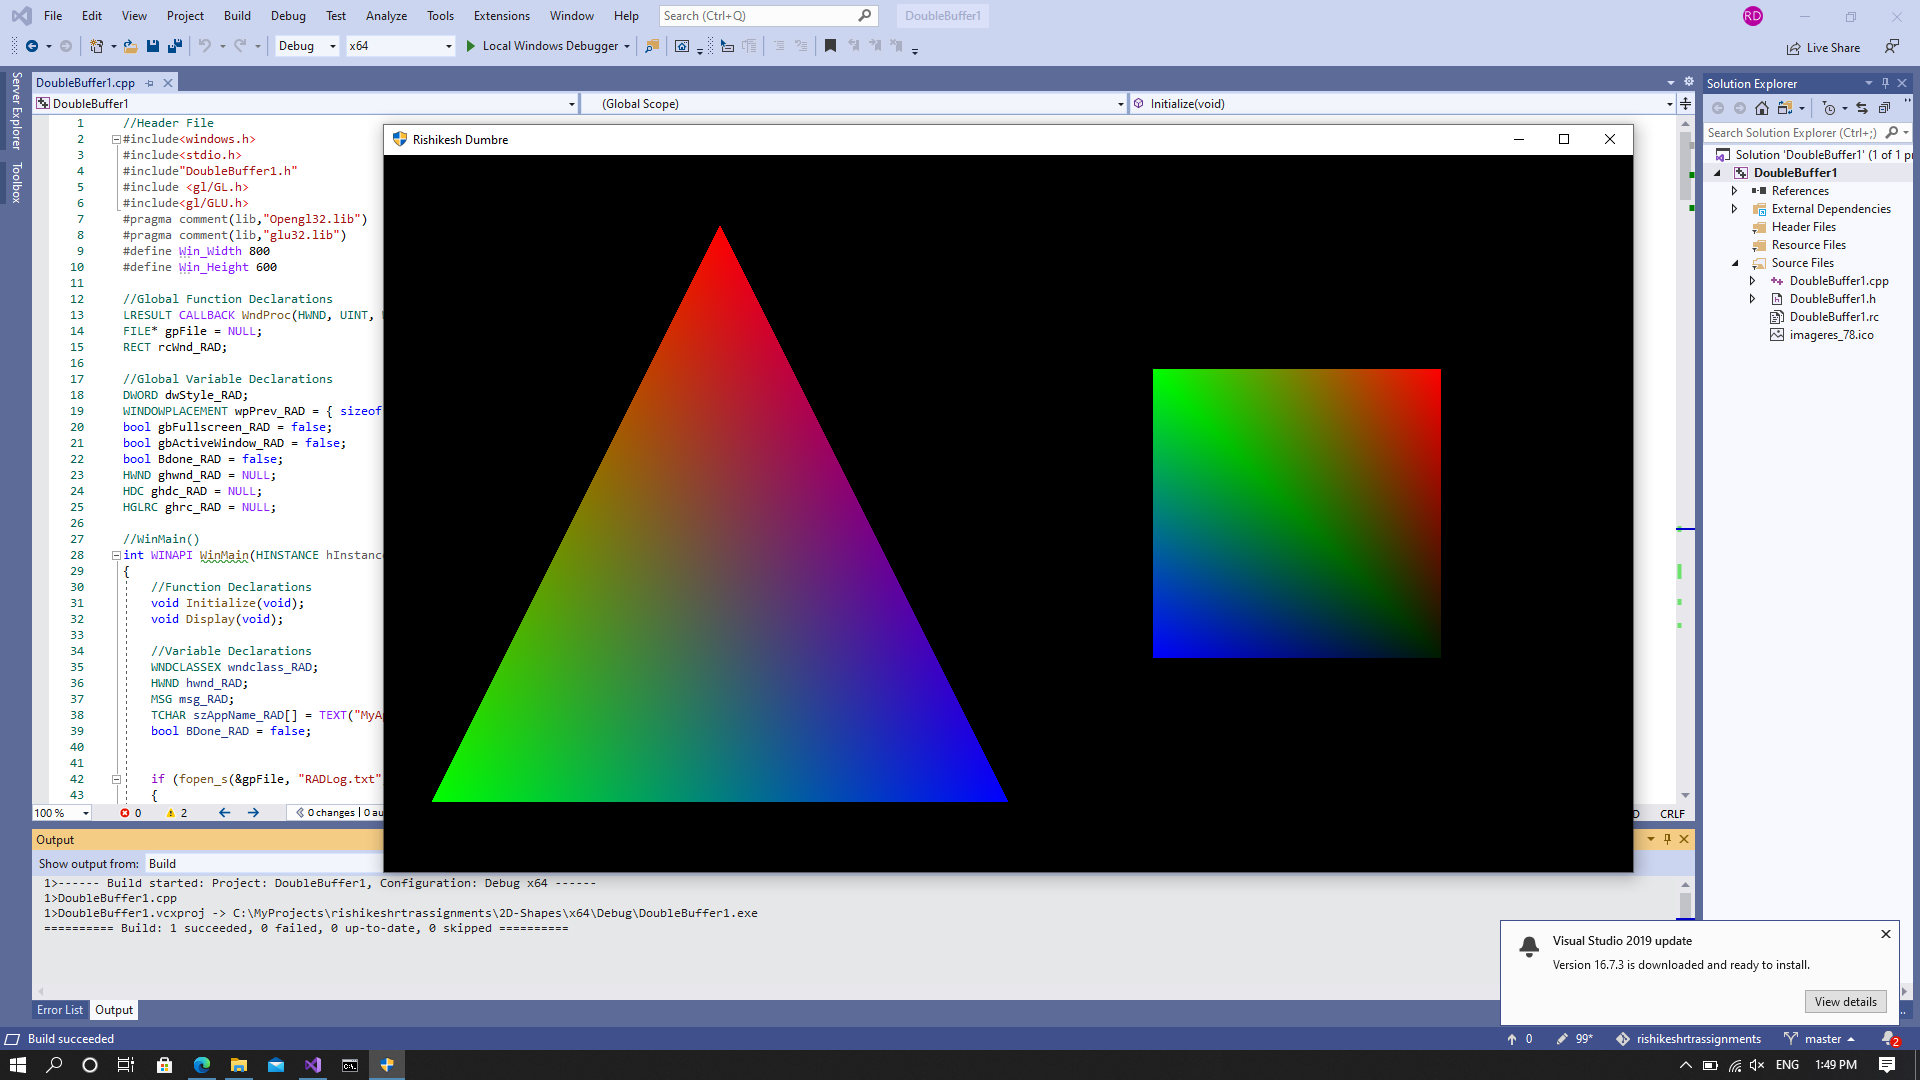 File Edit View Project Build Debug Test Analyze Tools Extensions Window Help Search (Ctrl+Q) DoubleBuffer1 RD
Debug x64 Local Windows Debugger Live Share
Server Explorer
Toolbox
DoubleBuffer1.cpp
DoubleBuffer1 (Global Scope) Initialize(void)
1 //Header File
2 #include<windows.h>
3 #include<stdio.h>
4 #include"DoubleBuffer1.h"
5 #include <gl/GL.h>
6 #include<gl/GLU.h>
7 #pragma comment(lib,"Opengl32.lib")
8 #pragma comment(lib,"glu32.lib")
9 #define Win_Width 800
10 #define Win_Height 600
11
12 //Global Function Declarations
13 LRESULT CALLBACK WndProc(HWND, UINT,
14 FILE* gpFile = NULL;
15 RECT rcWnd_RAD;
16
17 //Global Variable Declarations
18 DWORD dwStyle_RAD;
19 WINDOWPLACEMENT wpPrev_RAD = { sizeof
20 bool gbFullscreen_RAD = false;
21 bool gbActiveWindow_RAD = false;
22 bool Bdone_RAD = false;
23 HWND ghwnd_RAD = NULL;
24 HDC ghdc_RAD = NULL;
25 HGLRC ghrc_RAD = NULL;
26
27 //WinMain()
28 int WINAPI WinMain(HINSTANCE hInstanc
29 {
30 //Function Declarations
31 void Initialize(void);
32 void Display(void);
33
34 //Variable Declarations
35 WNDCLASSEX wndclass_RAD;
36 HWND hwnd_RAD;
37 MSG msg_RAD;
38 TCHAR szAppName_RAD[] = TEXT("MyA
39 bool BDone_RAD = false;
40
41
42 if (fopen_s(&gpFile, "RADLog.txt"
43 {
Rishikesh Dumbre
100 % 0 2 0 changes | 0 au
CRLF
Output
Show output from: Build
1>------ Build started: Project: DoubleBuffer1, Configuration: Debug x64 ------
1>DoubleBuffer1.cpp
1>DoubleBuffer1.vcxproj -> C:\MyProjects\rishikeshrtrassignments\2D-Shapes\x64\Debug\DoubleBuffer1.exe
========== Build: 1 succeeded, 0 failed, 0 up-to-date, 0 skipped ==========
Error List Output
Solution Explorer
Search Solution Explorer (Ctrl+;)
Solution 'DoubleBuffer1' (1 of 1 pr
DoubleBuffer1
References
External Dependencies
Header Files
Resource Files
Source Files
DoubleBuffer1.cpp
DoubleBuffer1.h
DoubleBuffer1.rc
imageres_78.ico
Visual Studio 2019 update
Version 16.7.3 is downloaded and ready to install.
View details
Build succeeded 0 99* rishikeshrtrassignments master 2
ENG 1:49 PM